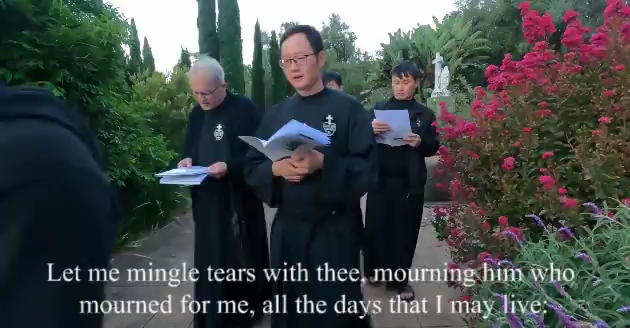 Let me mingle tears with thee, mourning him who
mourned for me, all the days that I may live: